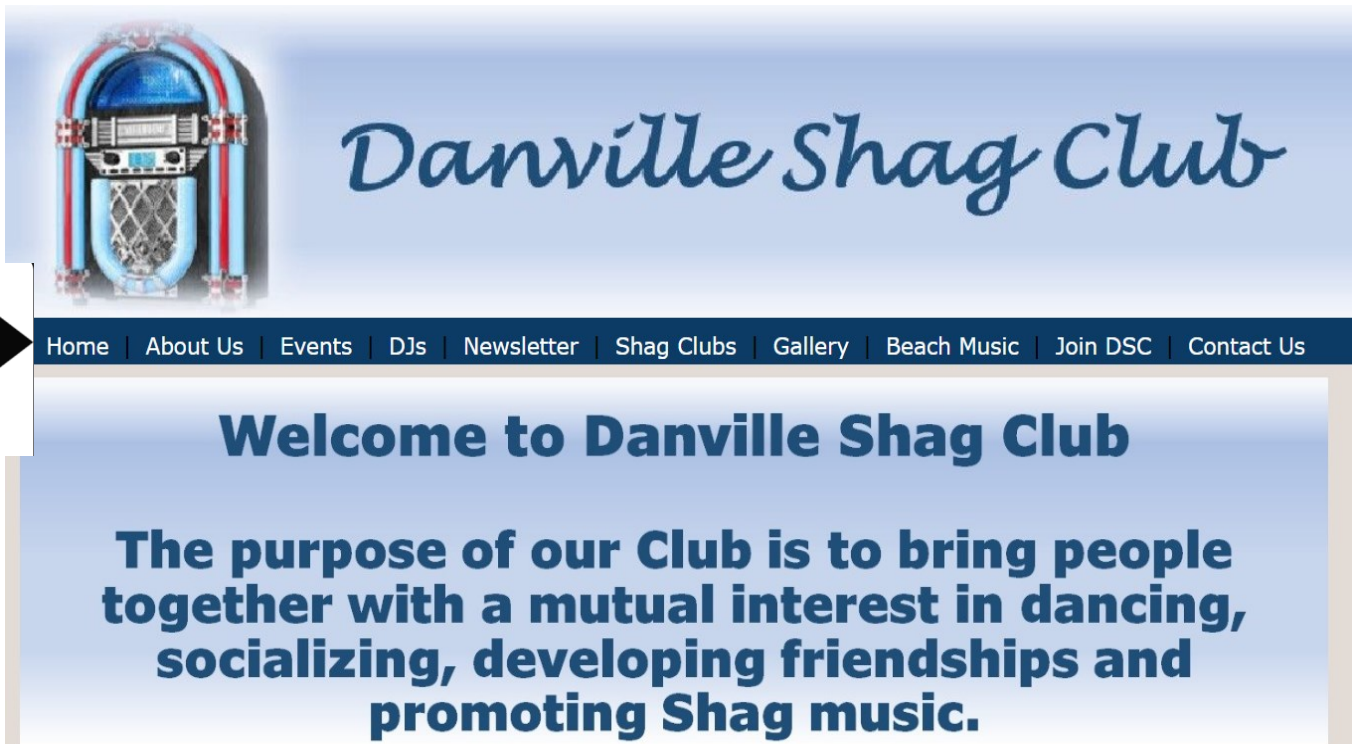 Danville Shag Club
Home | About Us | Events | DJs | Newsletter | Shag Clubs | Gallery | Beach Music | Join DSC | Contact Us
Welcome to Danville Shag Club
The purpose of our Club is to bring people
together with a mutual interest in dancing,
socializing, developing friendships and
promoting Shag music.